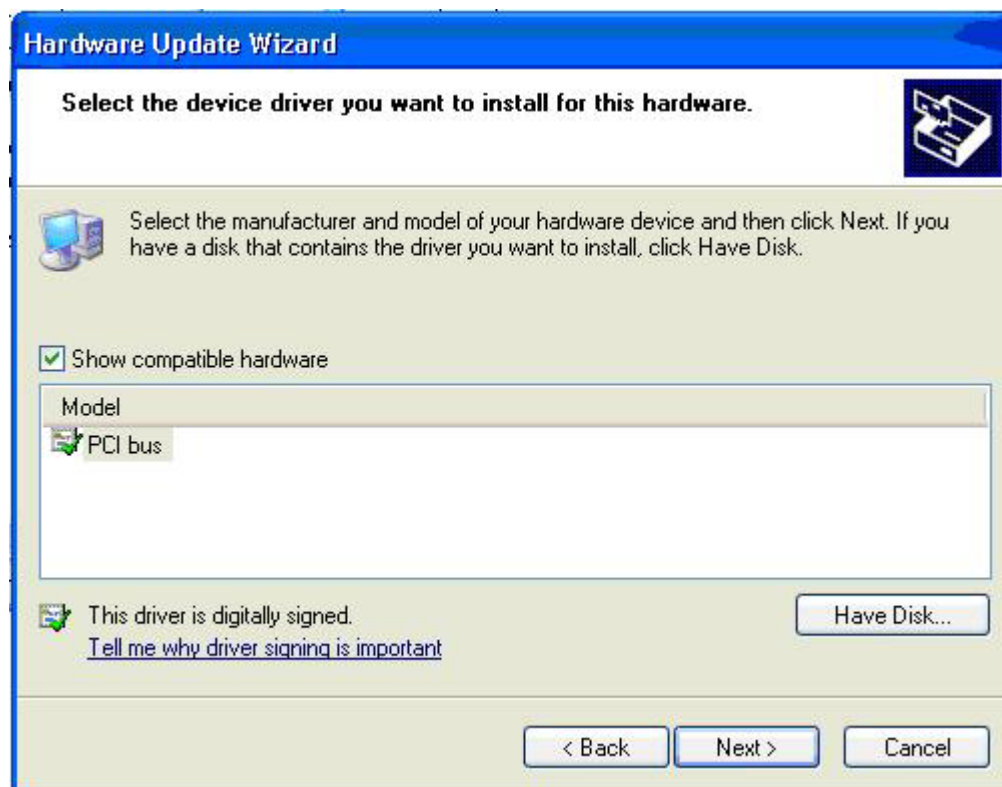 Hardware Update Wizard
Select the device driver you want to install for this hardware.
Select the manufacturer and model of your hardware device and then click Next. If you
have a disk that contains the driver you want to install, click Have Disk.
Show compatible hardware
Model
PCI bus
This driver is digitally signed.
Have Disk...
Tell me why driver signing is important
< Back
Next >
Cancel